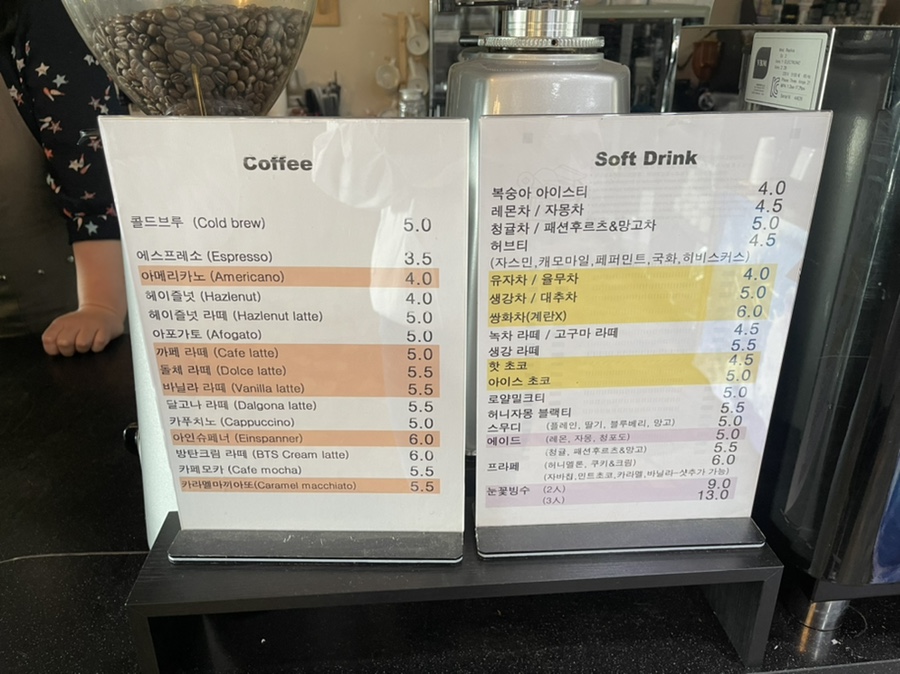 Coffee
콜드브루 (Cold brew) 5.0
에스프레소 (Espresso) 3.5
아메리카노 (Americano) 4.0
헤이즐넛 (Hazlenut) 4.0
헤이즐넛 라떼 (Hazlenut latte) 5.0
아포가토 (Afogato) 5.0
까페 라떼 (Cafe latte) 5.0
돌체 라떼 (Dolce latte) 5.5
바닐라 라떼 (Vanilla latte) 5.5
달고나 라떼 (Dalgona latte) 5.5
카푸치노 (Cappuccino) 5.0
아인슈페너 (Einspanner) 6.0
방탄크림 라떼 (BTS Cream latte) 6.0
카페모카 (Cafe mocha) 5.5
카라멜마끼아또(Caramel macchiato) 5.5
Soft Drink
복숭아 아이스티 4.0
레몬차 / 자몽차 4.5
청귤차 / 패션후르츠&망고차 5.0
허브티 4.5
(자스민,캐모마일,페퍼민트,국화,히비스커스)
유자차 / 율무차 4.0
생강차 / 대추차 5.0
쌍화차(계란X) 6.0
녹차 라떼 / 고구마 라떼 4.5
생강 라떼 5.5
핫 초코 4.5
아이스 초코 5.0
로얄밀크티 5.0
허니자몽 블랙티 5.5
스무디 (플레인, 딸기, 블루베리, 망고) 5.0
에이드 (레몬, 자몽, 청포도) 5.0
(청귤, 패션후르츠&망고) 5.5
프라페 (허니멜론, 쿠키&크림) 6.0
(자바칩,민트초코,카라멜,바닐라-샷추가 가능)
눈꽃빙수 (2인) 9.0
(3인) 13.0